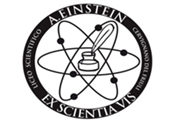 A. EINSTEIN
LICEO SCIENTIFICO
CERVIGNANO DEL FRIULI
EX SCIENTIA VIS